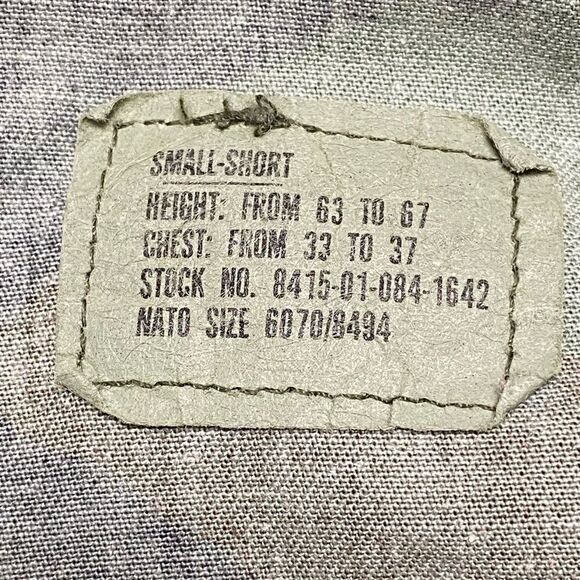 SMALL-SHORT
HEIGHT: FROM 63 TO 67
CHEST: FROM 33 TO 37
STOCK NO. 8415-01-084-1642
NATO SIZE 6070/8494